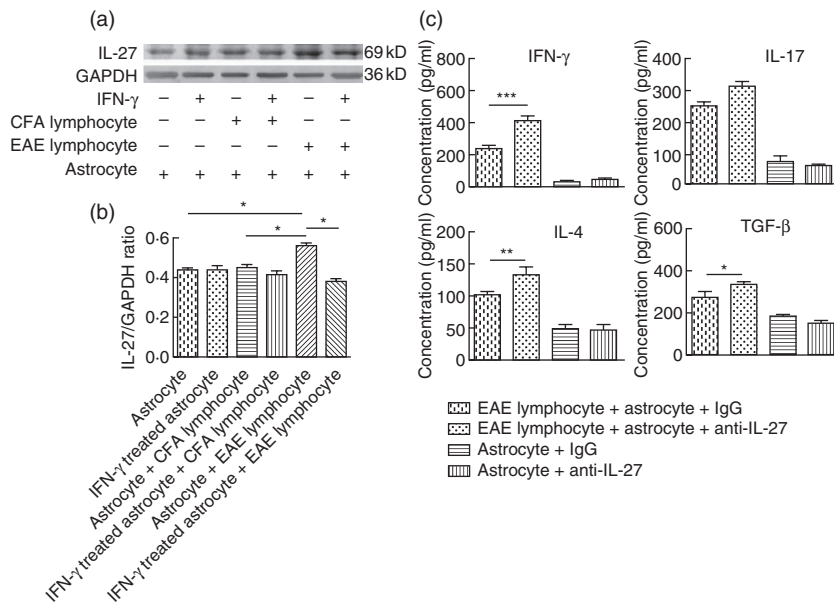 (a)
IL-27 69 kD
GAPDH 36 kD
IFN-γ – + – + – +
CFA lymphocyte – – + + – –
EAE lymphocyte – – – – + +
Astrocyte + + + + + +
(b)
IL-27/GAPDH ratio
0·6
0·4
0·2
0·0
* * *
Astrocyte
IFN-γ treated astrocyte
Astrocyte + CFA lymphocyte
IFN-γ treated astrocyte + CFA lymphocyte
Astrocyte + EAE lymphocyte
IFN-γ treated astrocyte + EAE lymphocyte
(c)
IFN-γ
Concentration (pg/ml)
800
600
400
200
0
***
IL-17
Concentration (pg/ml)
400
300
200
100
0
IL-4
Concentration (pg/ml)
200
150
100
50
0
**
TGF-β
Concentration (pg/ml)
600
400
200
0
*
EAE lymphocyte + astrocyte + IgG
EAE lymphocyte + astrocyte + anti-IL-27
Astrocyte + IgG
Astrocyte + anti-IL-27